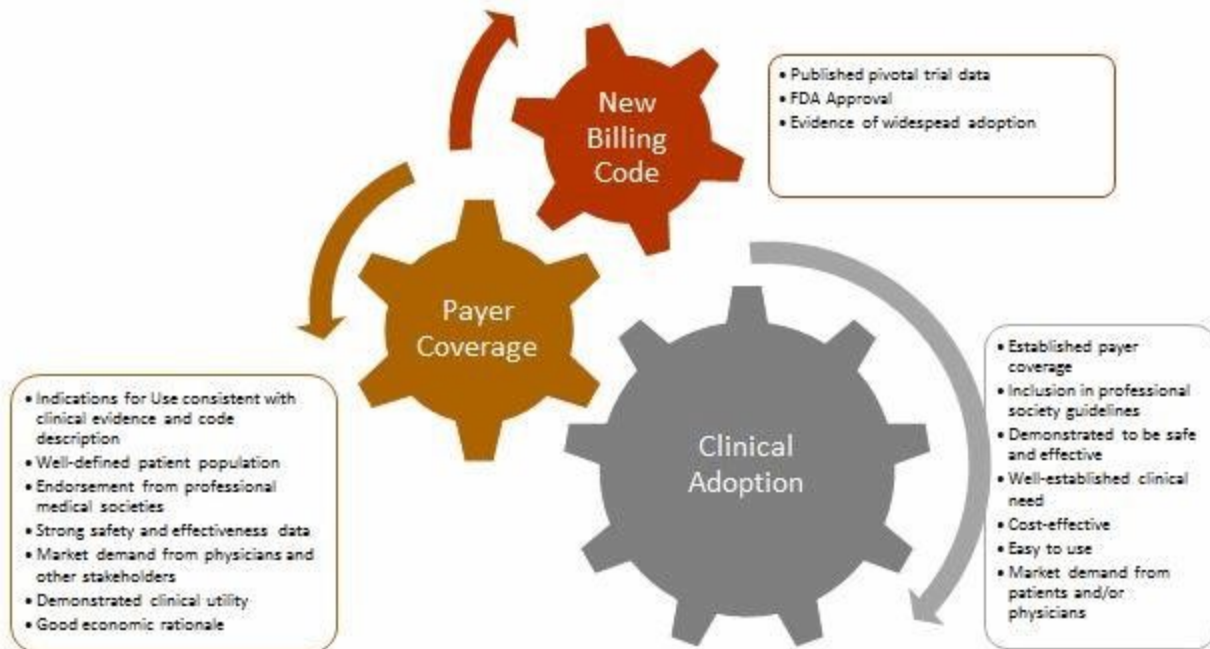 New
Billing
Code
• Published pivotal trial data
• FDA Approval
• Evidence of widespead adoption
Payer
Coverage
• Indications for Use consistent with
clinical evidence and code
description
• Well-defined patient population
• Endorsement from professional
medical societies
• Strong safety and effectiveness data
• Market demand from physicians and
other stakeholders
• Demonstrated clinical utility
• Good economic rationale
Clinical
Adoption
• Established payer
coverage
• Inclusion in professional
society guidelines
• Demonstrated to be safe
and effective
• Well-established clinical
need
• Cost-effective
• Easy to use
• Market demand from
patients and/or
physicians